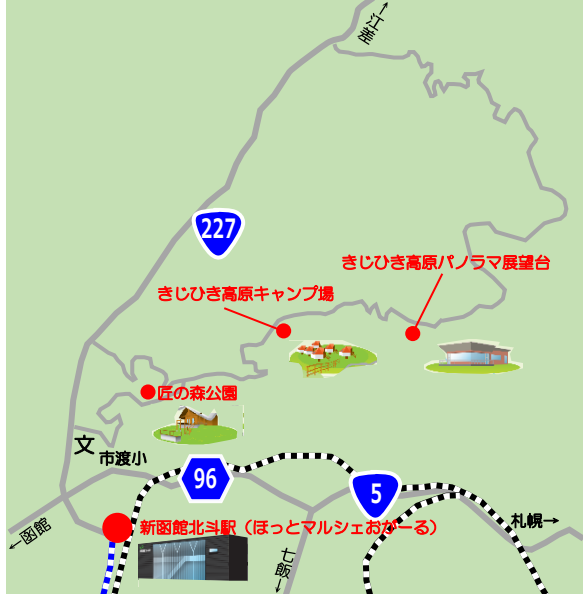 ←江差
227
きじひき高原パノラマ展望台
きじひき高原キャンプ場
匠の森公園
文
市渡小
96
5
新函館北斗駅（ほっとマルシェおがーる）
札幌→
←函館
七飯→